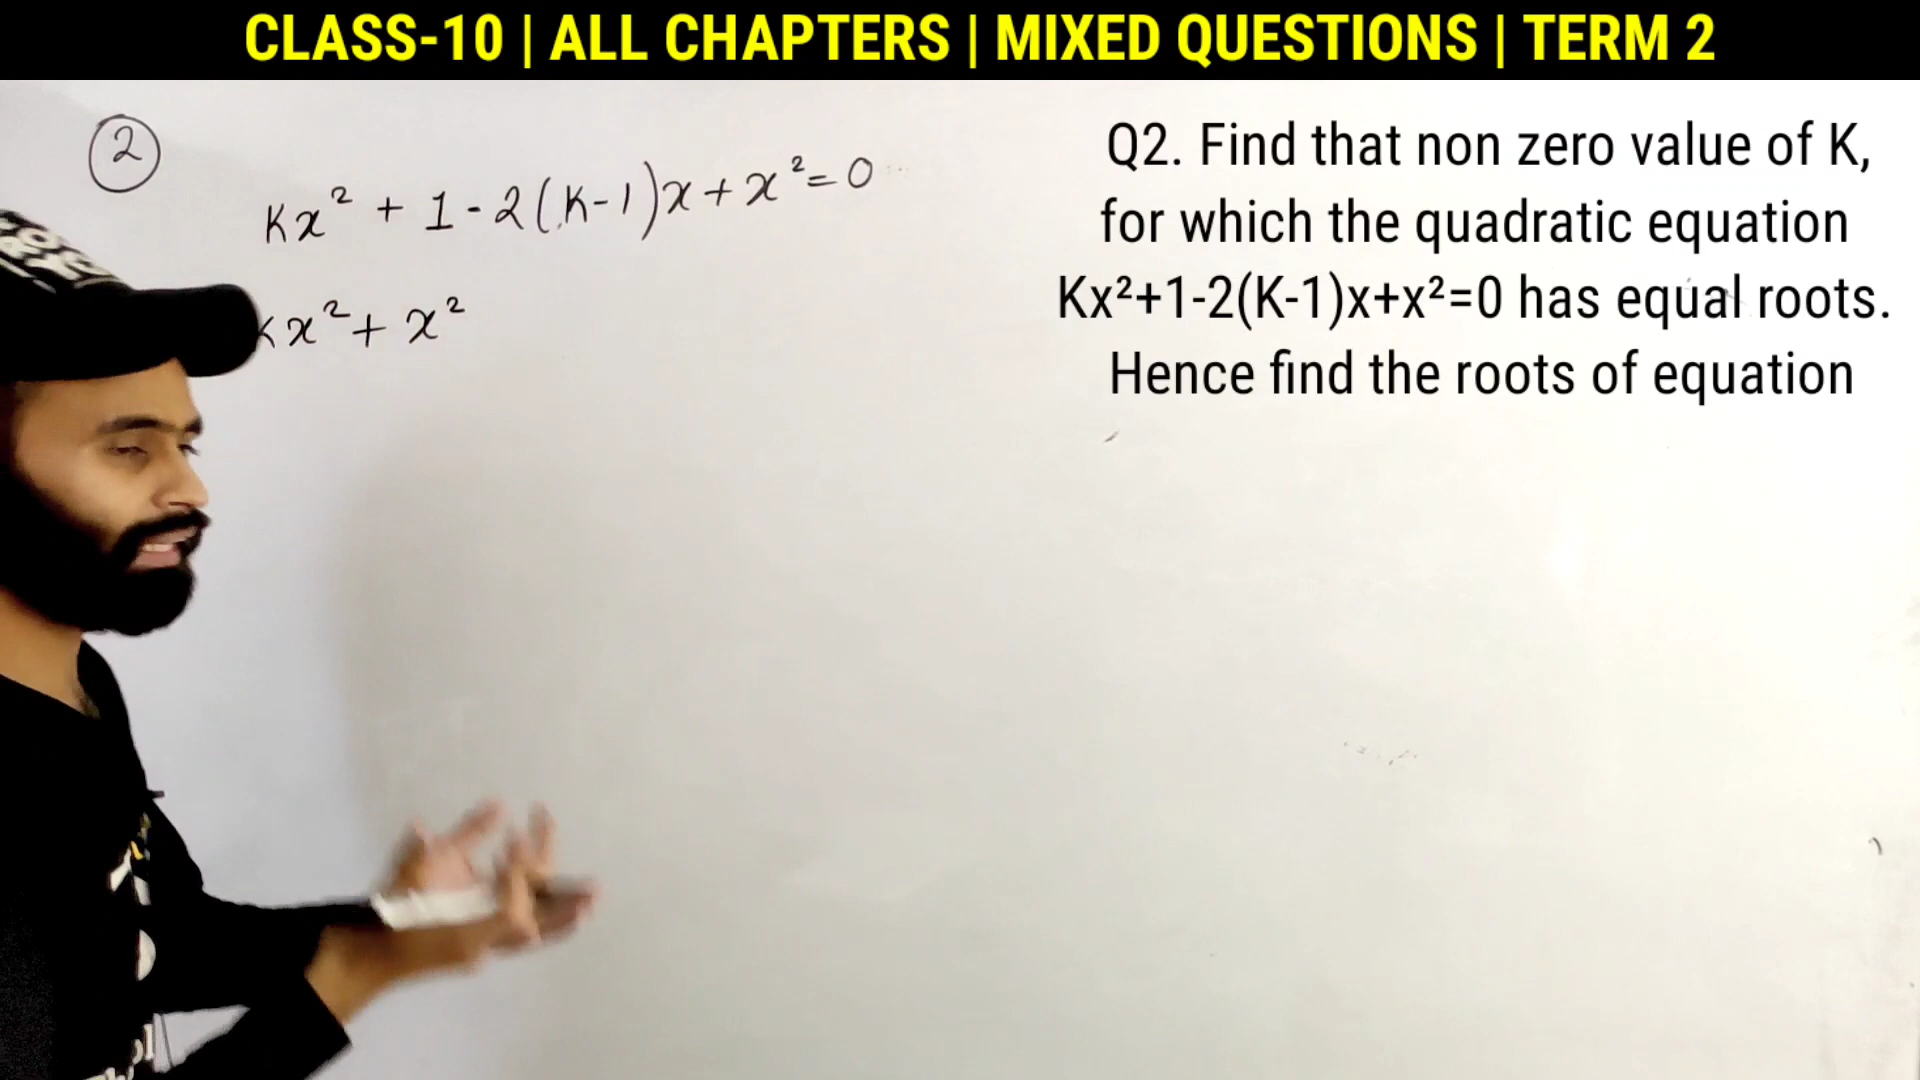 CLASS-10 | ALL CHAPTERS | MIXED QUESTIONS | TERM 2
2
Kx² + 1 - 2(K-1)x + x² = 0
Kx² + x²
Q2. Find that non zero value of K,
for which the quadratic equation
Kx²+1-2(K-1)x+x²=0 has equal roots.
Hence find the roots of equation